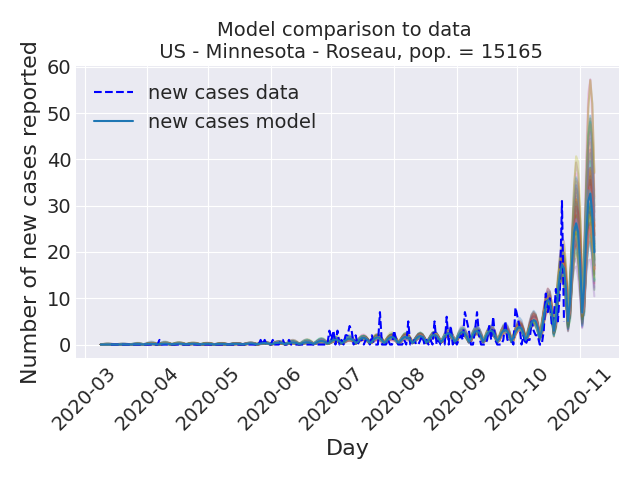 Model comparison to data
US - Minnesota - Roseau, pop. = 15165
new cases data
new cases model
Number of new cases reported
60
50
40
30
20
10
0
2020-03
2020-04
2020-05
2020-06
2020-07
2020-08
2020-09
2020-10
2020-11
Day